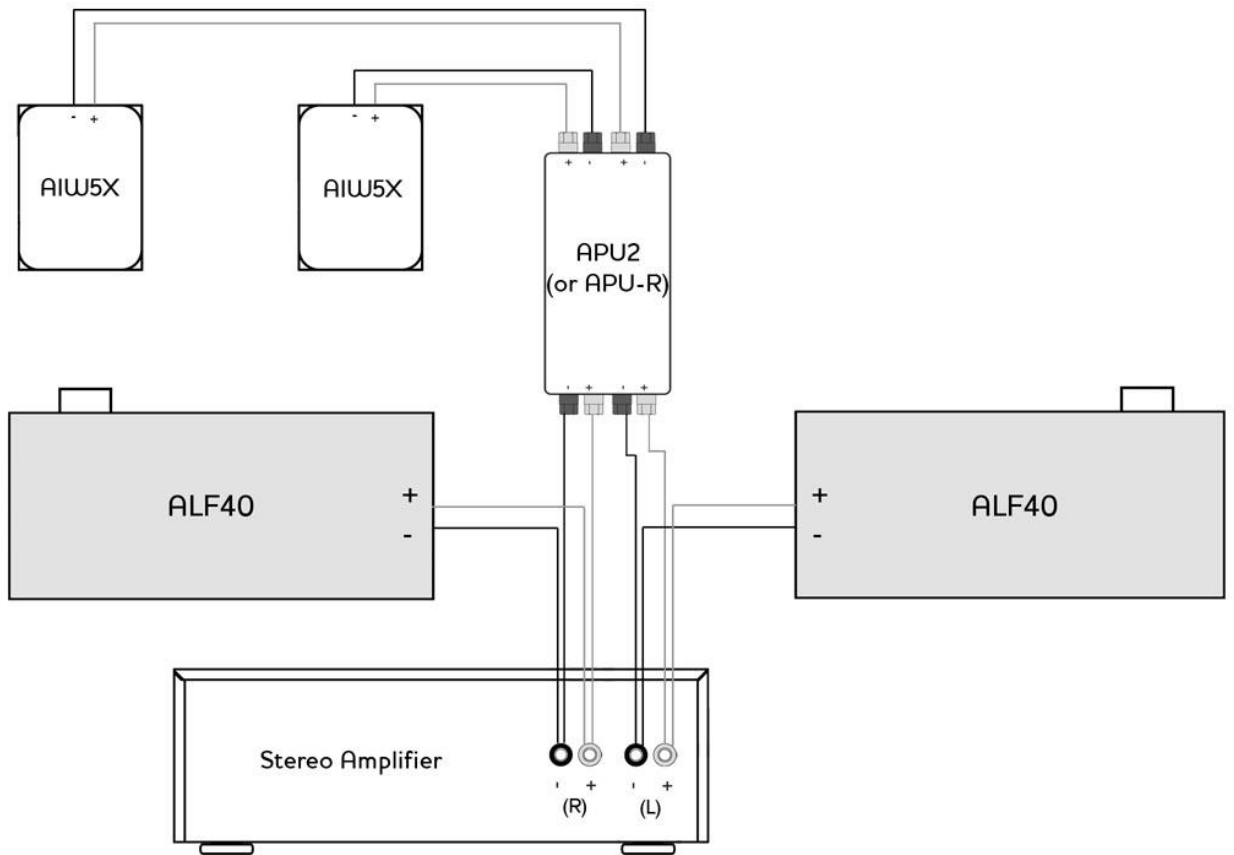 - +
AIW5X
- +
AIW5X
+ - + -
APU2
(or APU-R)
- + - +
ALF40
+
-
ALF40
+
-
Stereo Amplifier
- + - +
(R) (L)